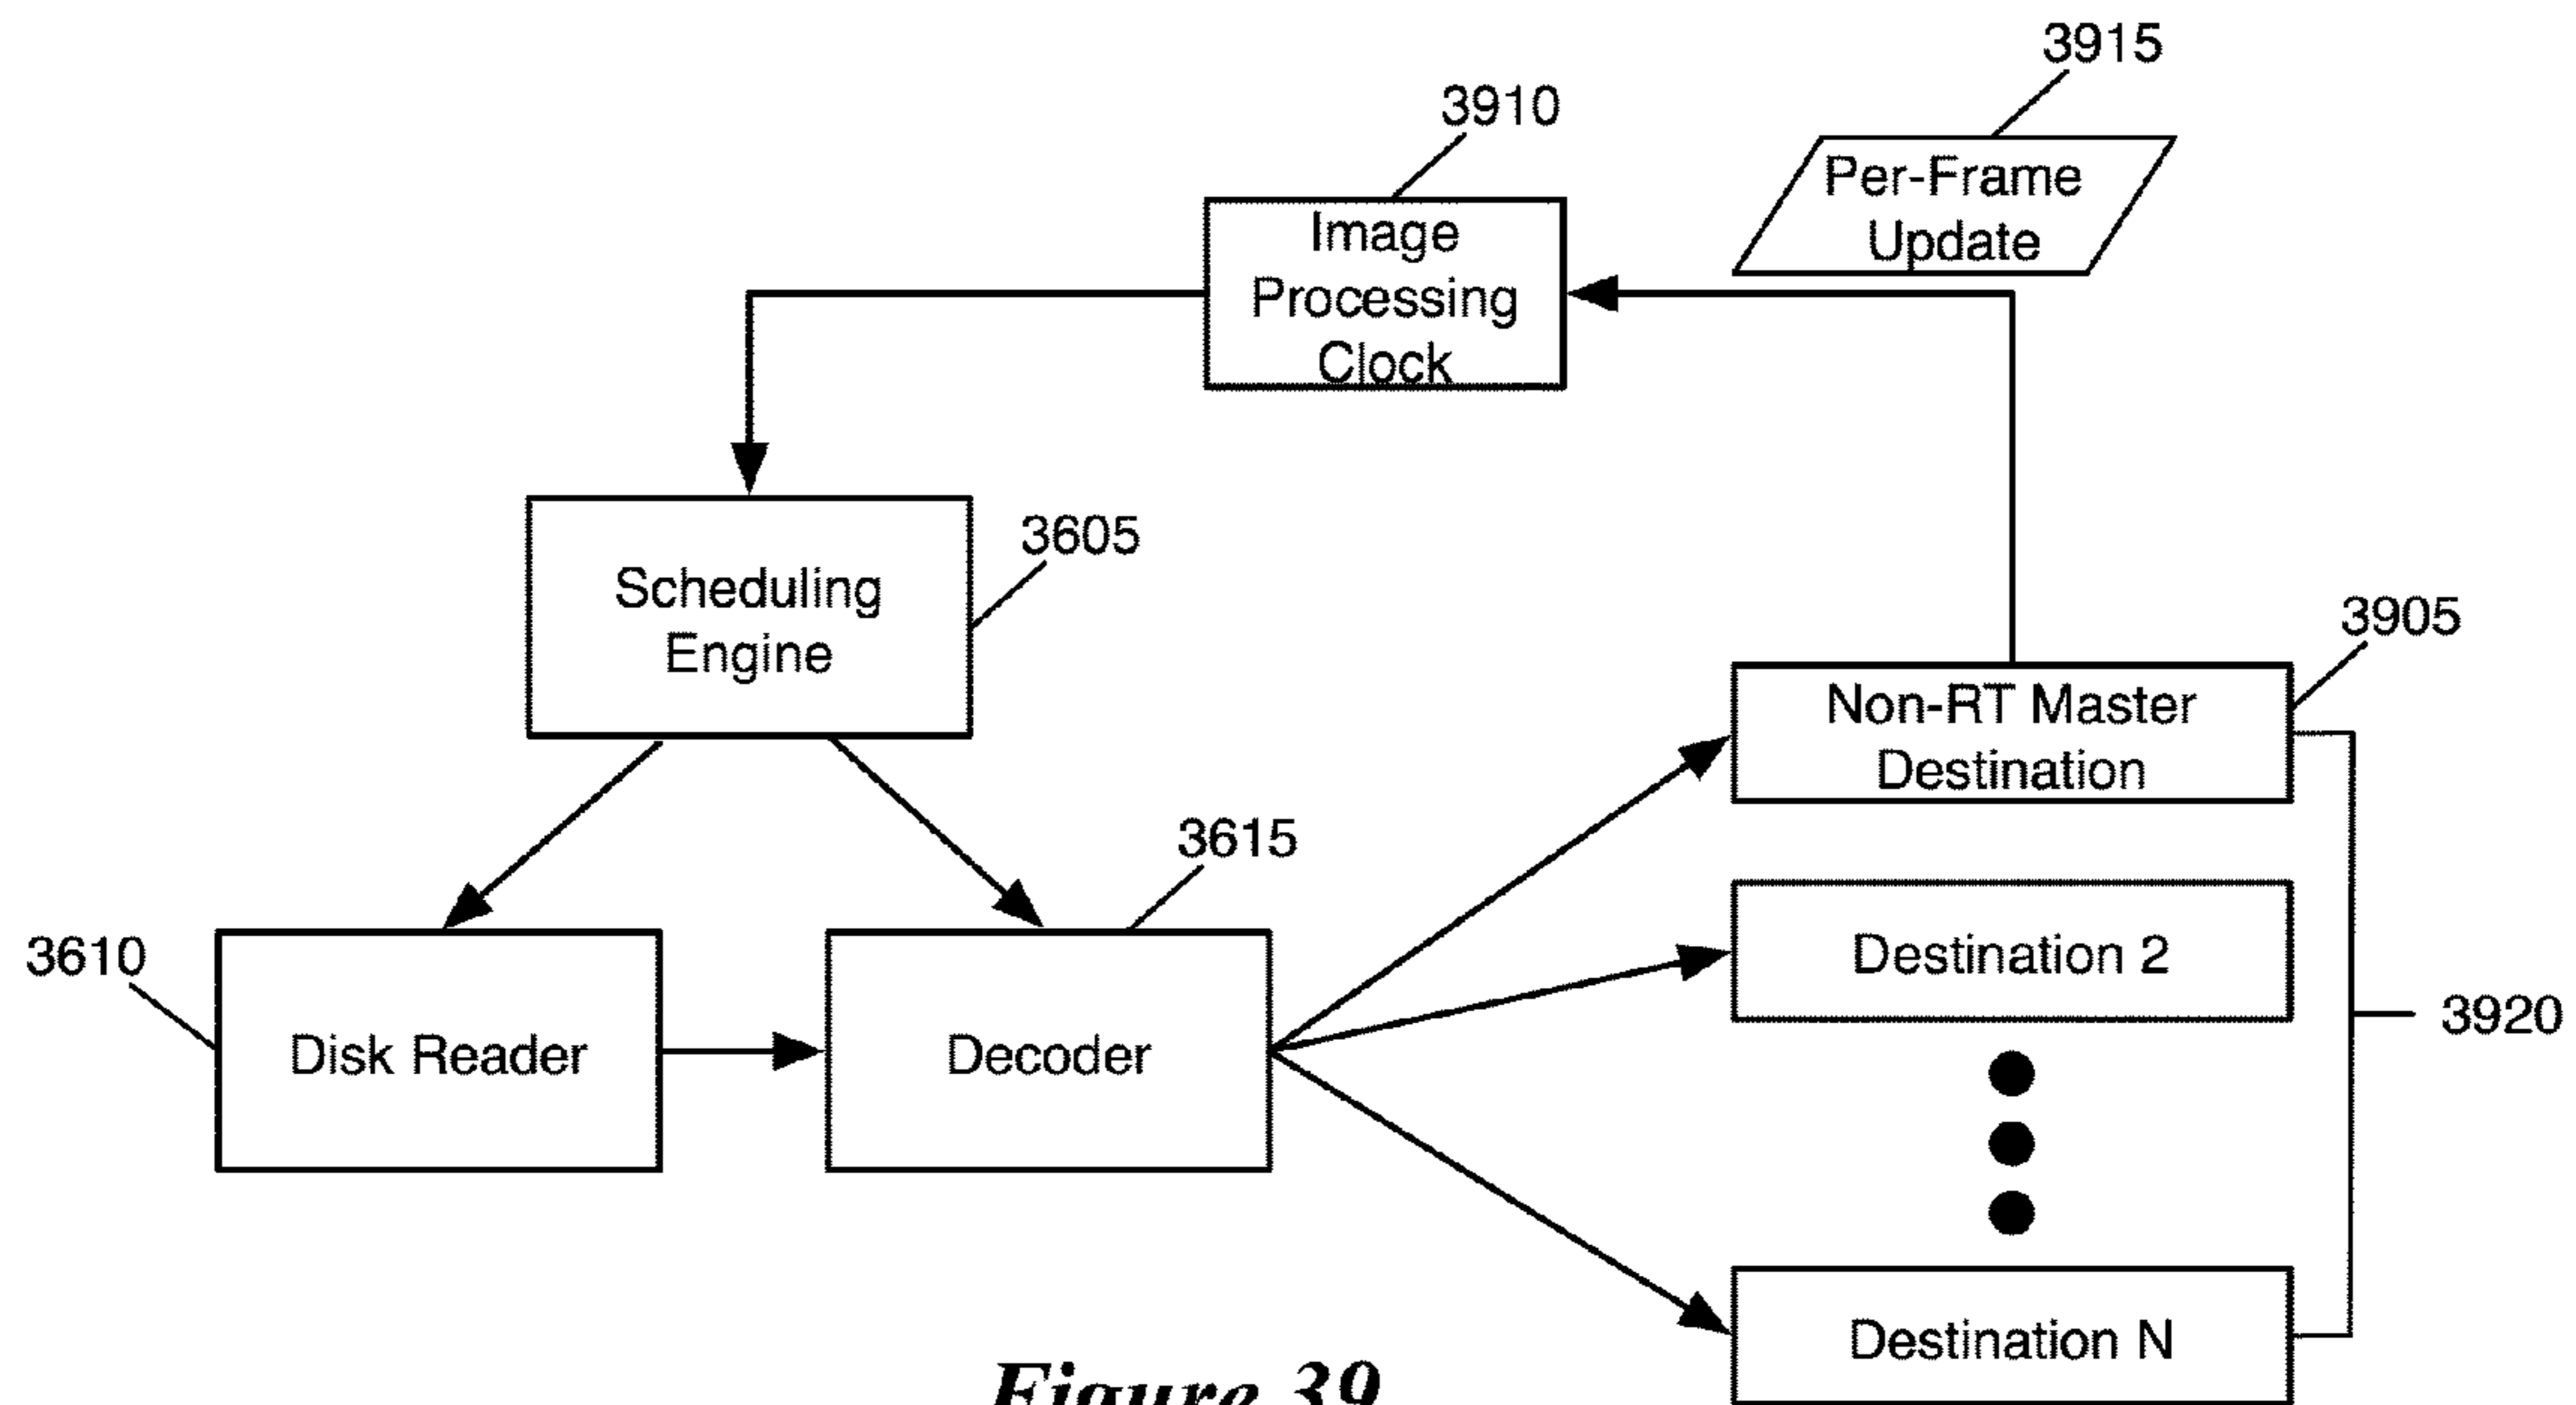 3915
3910
Per-Frame
Update
Image
Processing
Clock
3605
Scheduling
Engine
3905
Non-RT Master
Destination
3615
3610
Disk Reader
Decoder
Destination 2
3920
Destination N
Figure 39